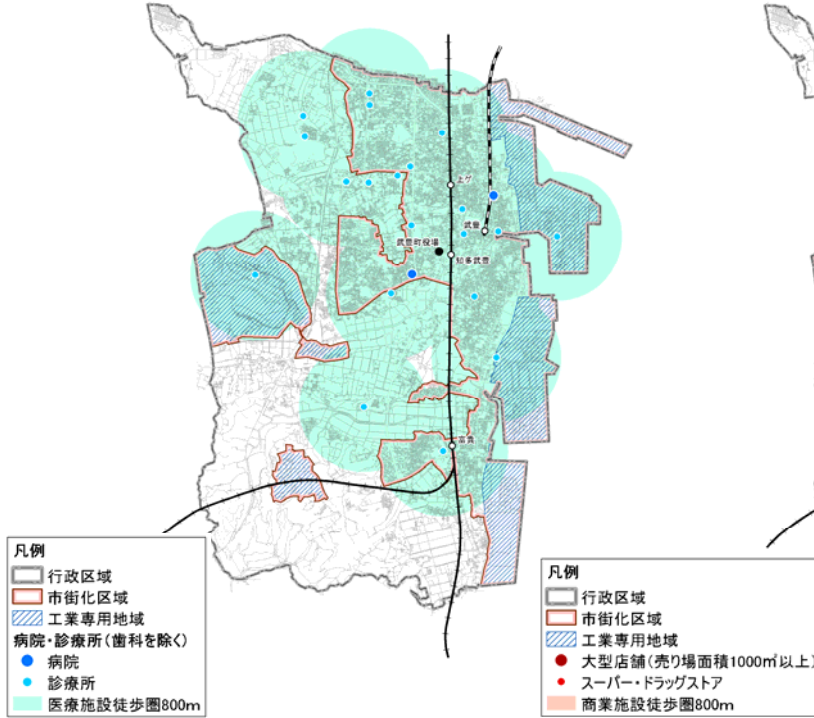 上ゲ
武豊
武豊町役場
知多武豊
富貴
凡例
行政区域
市街化区域
工業専用地域
病院・診療所(歯科を除く)
病院
診療所
医療施設徒歩圏800m
凡例
行政区域
市街化区域
工業専用地域
大型店舗(売り場面積1000㎡以上)
スーパー・ドラッグストア
商業施設徒歩圏800m